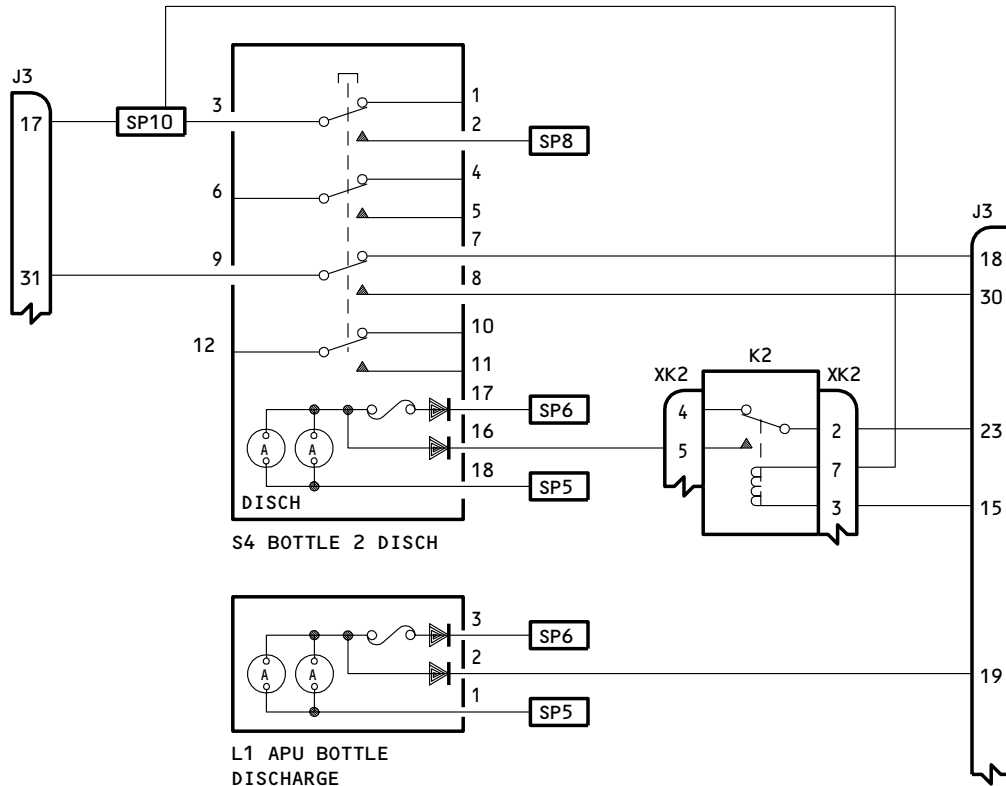 J3
17
SP10
3
1
2
SP8
6
4
5
J3
31
9
7
18
8
30
12
10
11
K2
XK2
XK2
17
SP6
4
2
23
A
A
16
5
7
18
SP5
3
15
DISCH
S4 BOTTLE 2 DISCH
3
SP6
A
A
2
19
1
SP5
L1 APU BOTTLE
DISCHARGE